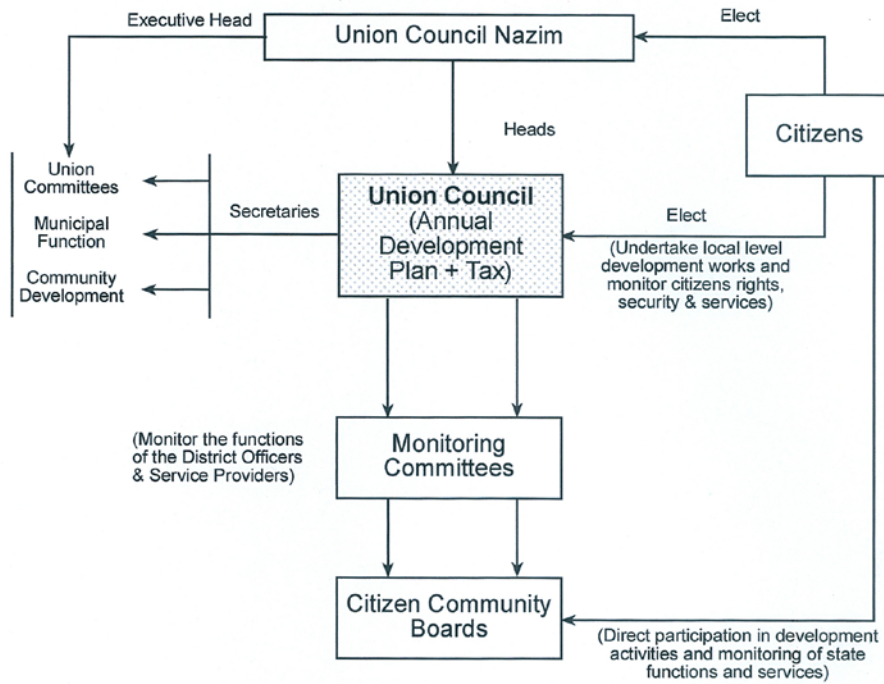 Executive Head
Union Council Nazim
Elect
Citizens
Heads
Union
Committees
Municipal
Function
Community
Development
Secretaries
Union Council
(Annual
Development
Plan + Tax)
Elect
(Undertake local level
development works and
monitor citizens rights,
security & services)
(Monitor the functions
of the District Officers
& Service Providers)
Monitoring
Committees
Citizen Community
Boards
(Direct participation in development
activities and monitoring of state
functions and services)